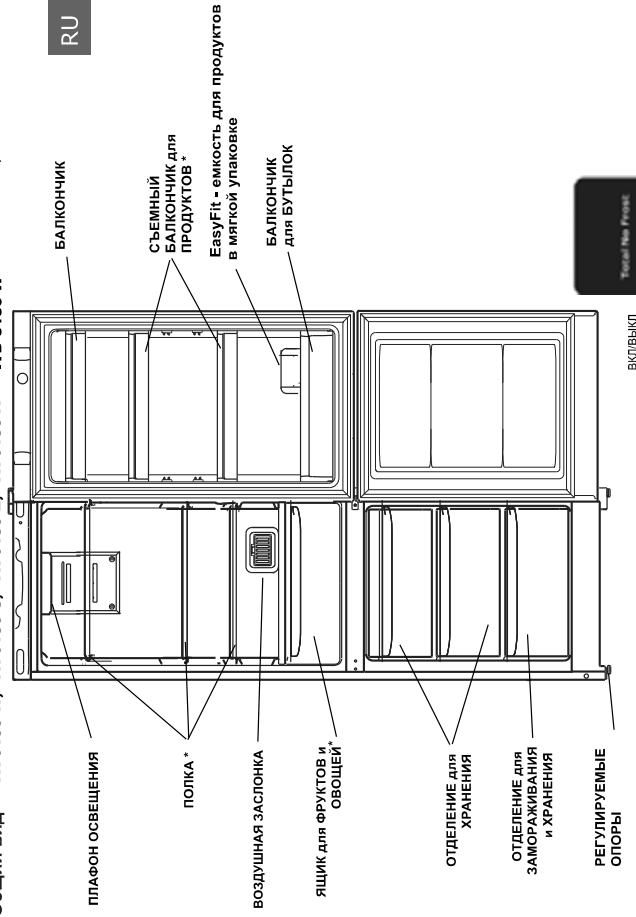 RU
БАЛКОНЧИК
СЪЕМНЫЙ
БАЛКОНЧИК для
ПРОДУКТОВ *
EasyFit - емкость для продуктов
в мягкой упаковке
БАЛКОНЧИК
для БУТЫЛОК
ПЛАФОН ОСВЕЩЕНИЯ
ПОЛКА *
ВОЗДУШНАЯ ЗАСЛОНКА
ЯЩИК для ФРУКТОВ и
ОВОЩЕЙ*
ОТДЕЛЕНИЕ для
ХРАНЕНИЯ
ОТДЕЛЕНИЕ для
ЗАМОРАЖИВАНИЯ
и ХРАНЕНИЯ
РЕГУЛИРУЕМЫЕ
ОПОРЫ
Total No Frost
ВКЛ/ВЫКЛ